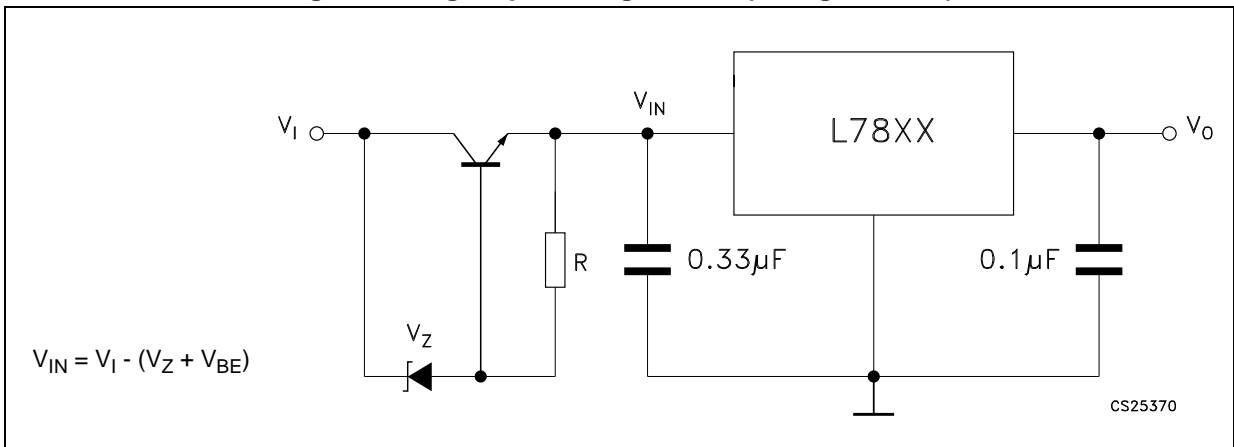 V_IN
V_I
L78XX
V_O
R
0.33µF
0.1µF
V_Z
V_IN = V_I - (V_Z + V_BE)
CS25370